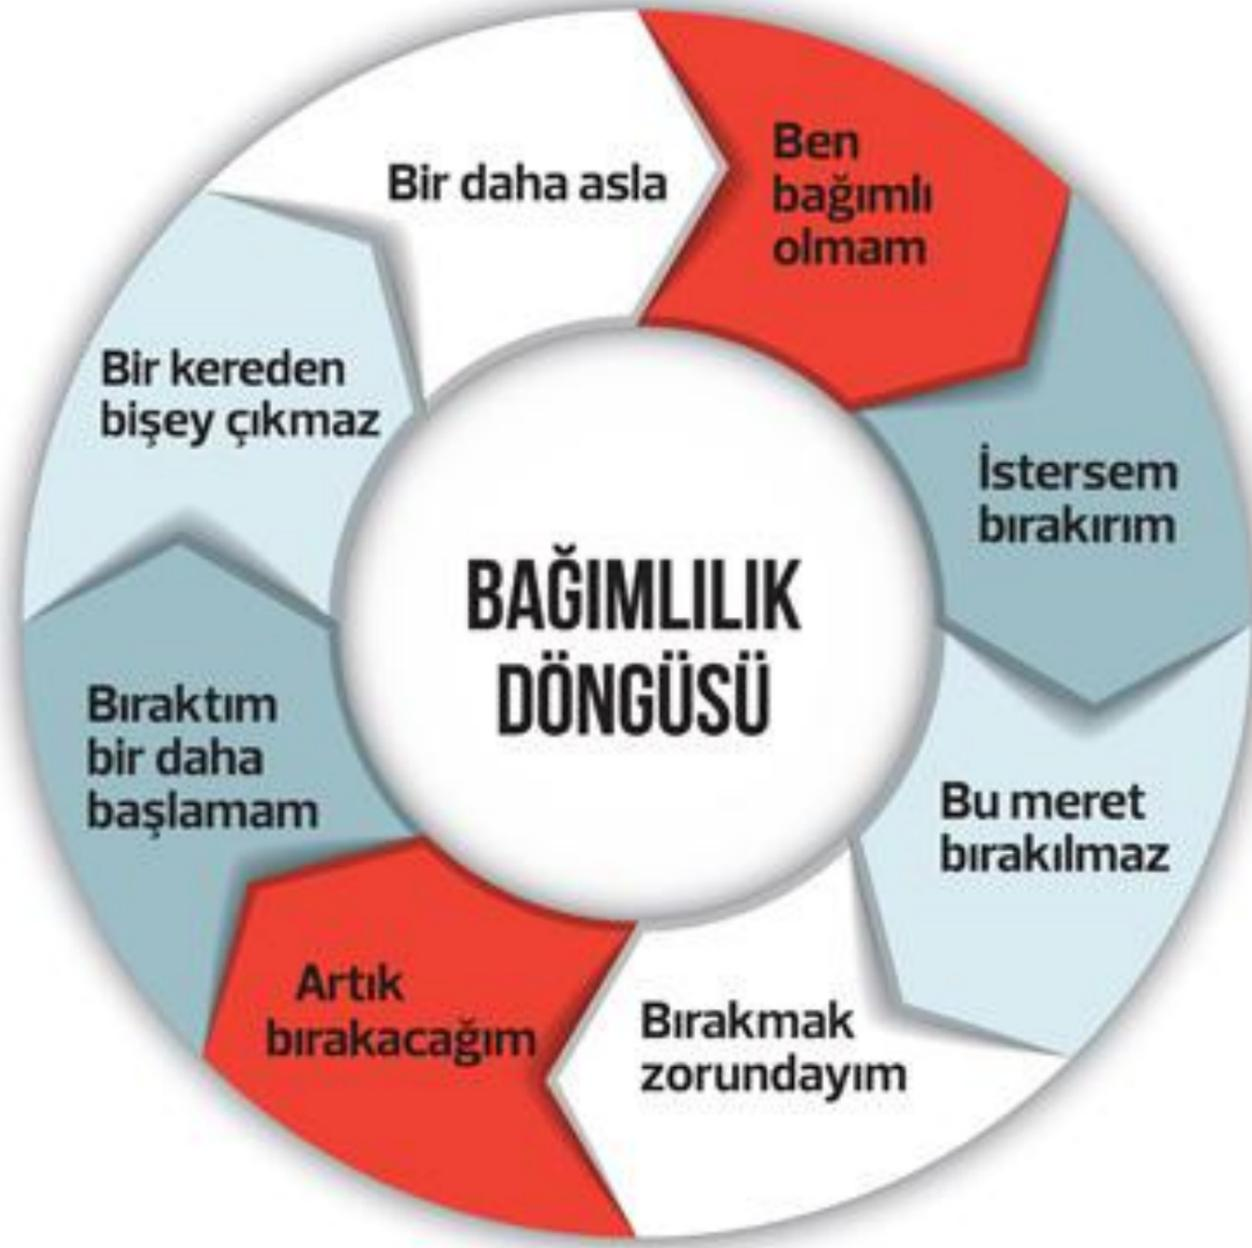 Bir daha asla
Ben
bağımlı
olmam
İstersem
bırakırım
Bu meret
bırakılmaz
Bırakmak
zorundayım
Artık
bırakacağım
Bıraktım
bir daha
başlamam
Bir kereden
bişey çıkmaz
BAĞIMLILIK
DÖNGÜSÜ